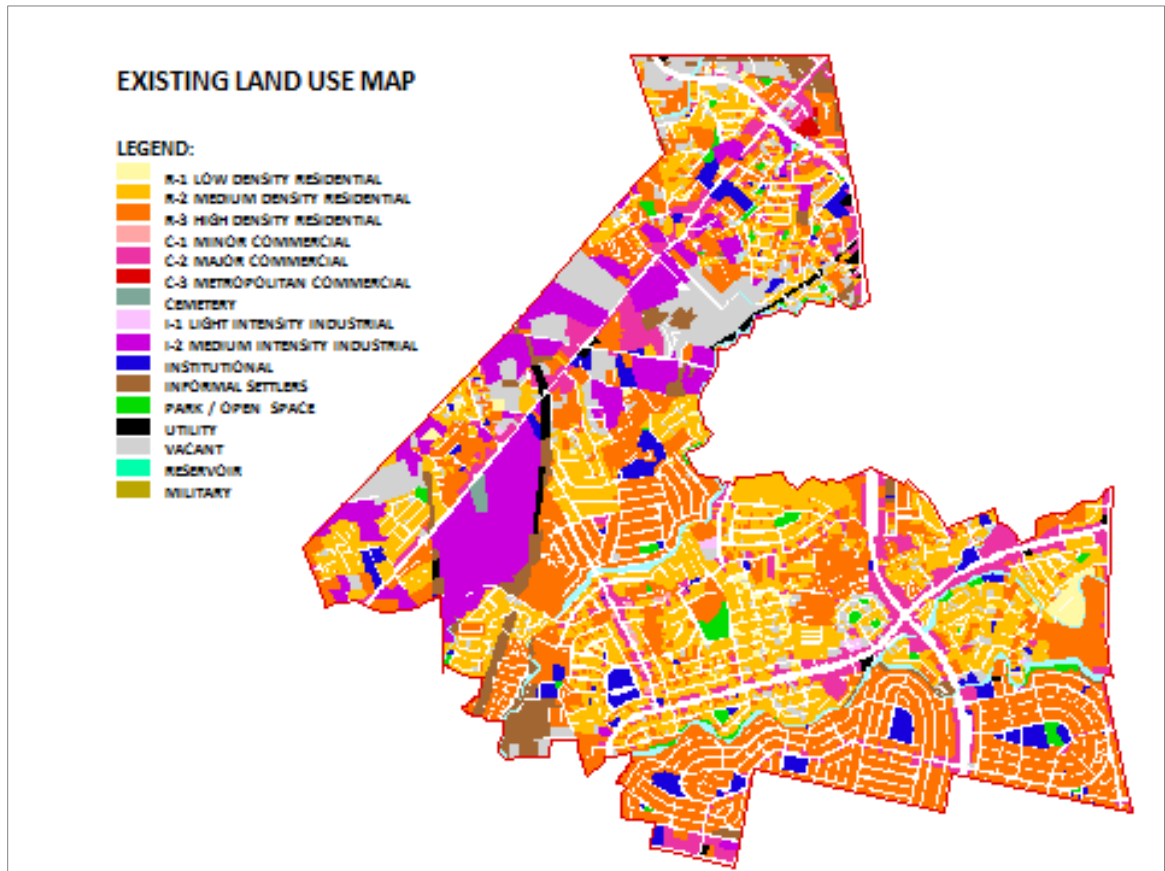 EXISTING LAND USE MAP
LEGEND:
R-1 LOW DENSITY RESIDENTIAL
R-2 MEDIUM DENSITY RESIDENTIAL
R-3 HIGH DENSITY RESIDENTIAL
C-1 MINOR COMMERCIAL
C-2 MAJOR COMMERCIAL
C-3 METROPOLITAN COMMERCIAL
CEMETERY
I-1 LIGHT INTENSITY INDUSTRIAL
I-2 MEDIUM INTENSITY INDUSTRIAL
INSTITUTIONAL
INFORMAL SETTLERS
PARK / OPEN SPACE
UTILITY
VACANT
RESERVOIR
MILITARY